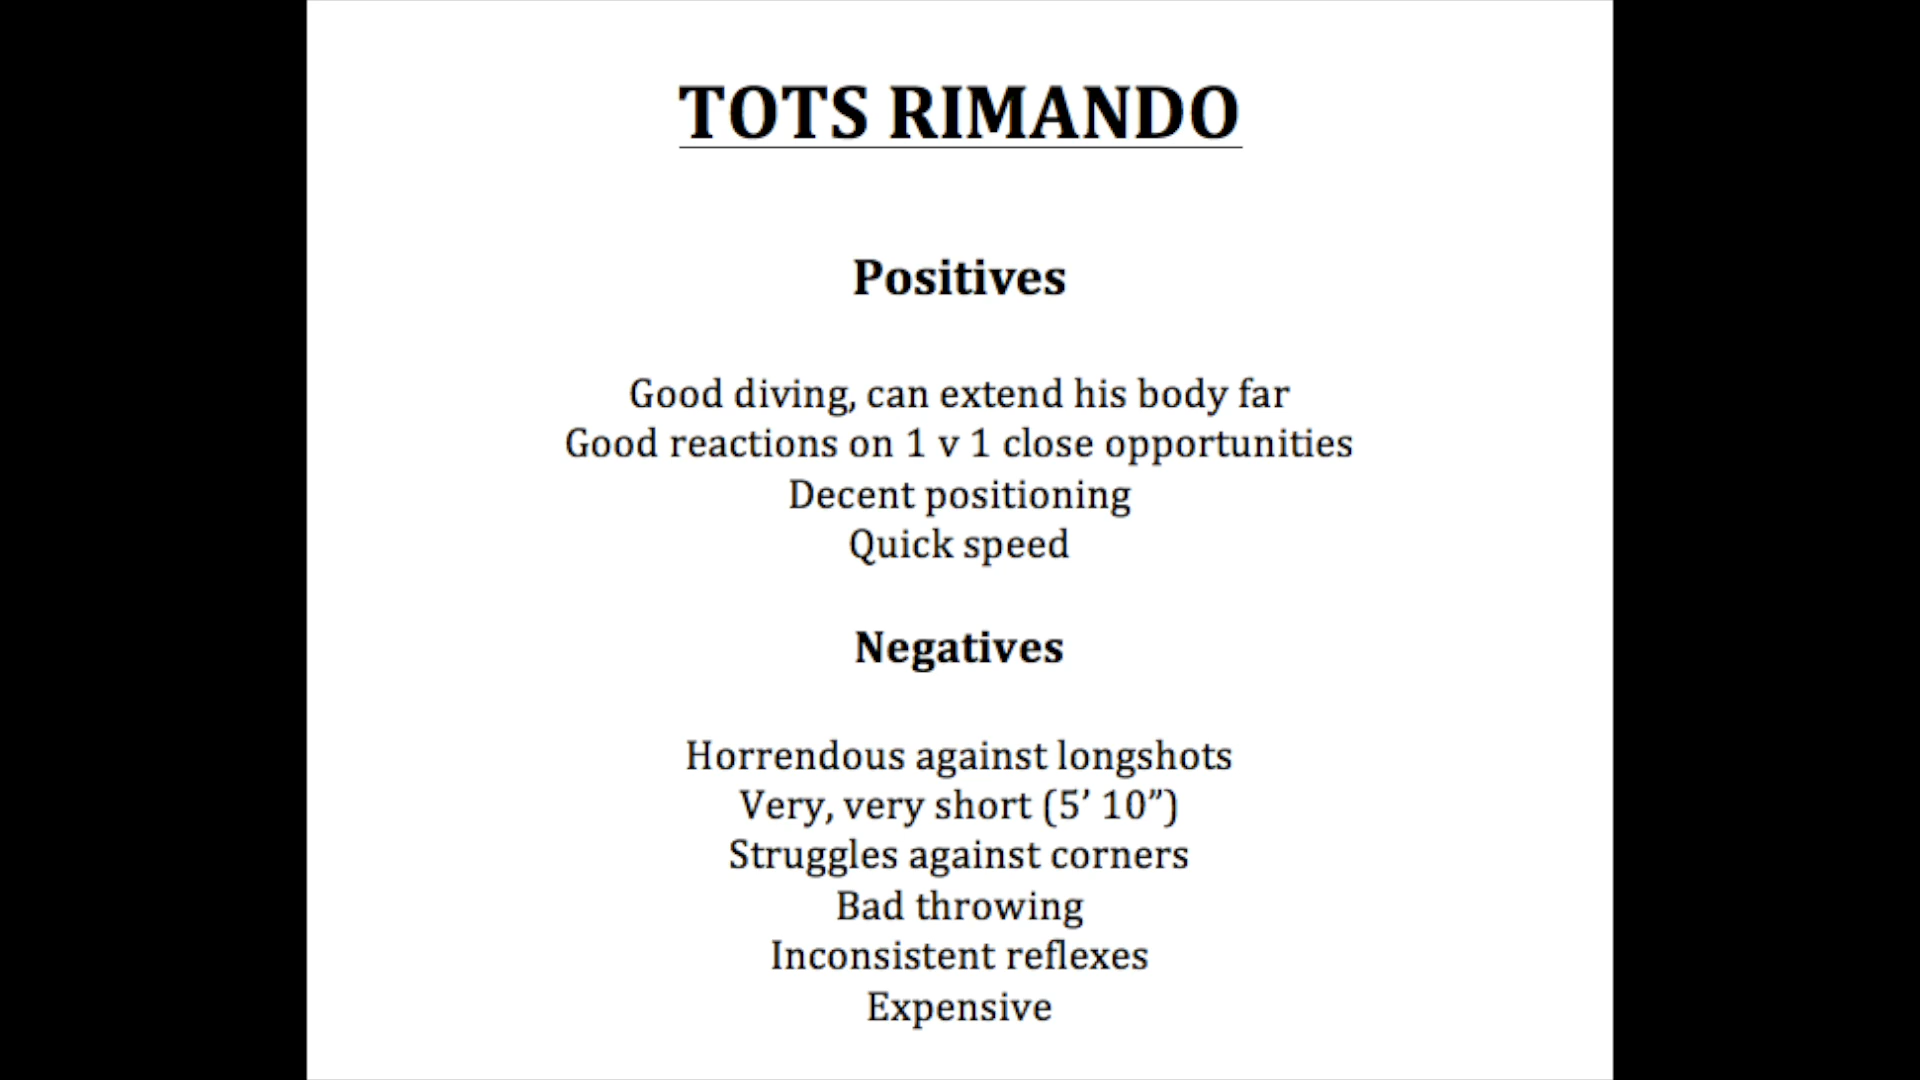 TOTS RIMANDO
Positives
Good diving, can extend his body far
Good reactions on 1 v 1 close opportunities
Decent positioning
Quick speed
Negatives
Horrendous against longshots
Very, very short (5’ 10”)
Struggles against corners
Bad throwing
Inconsistent reflexes
Expensive